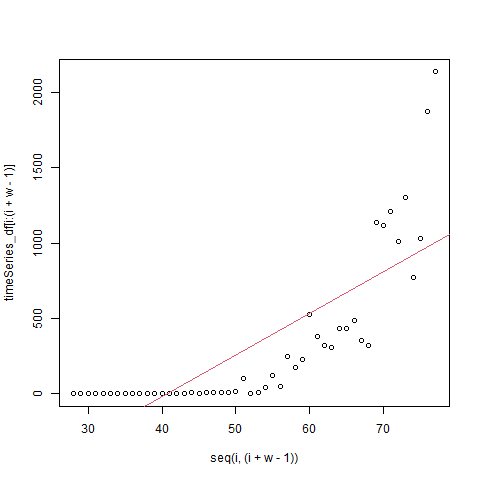 timeSeries_df[i:(i + w - 1)]
2000
1500
1000
500
0
30 40 50 60 70
seq(i, (i + w - 1))